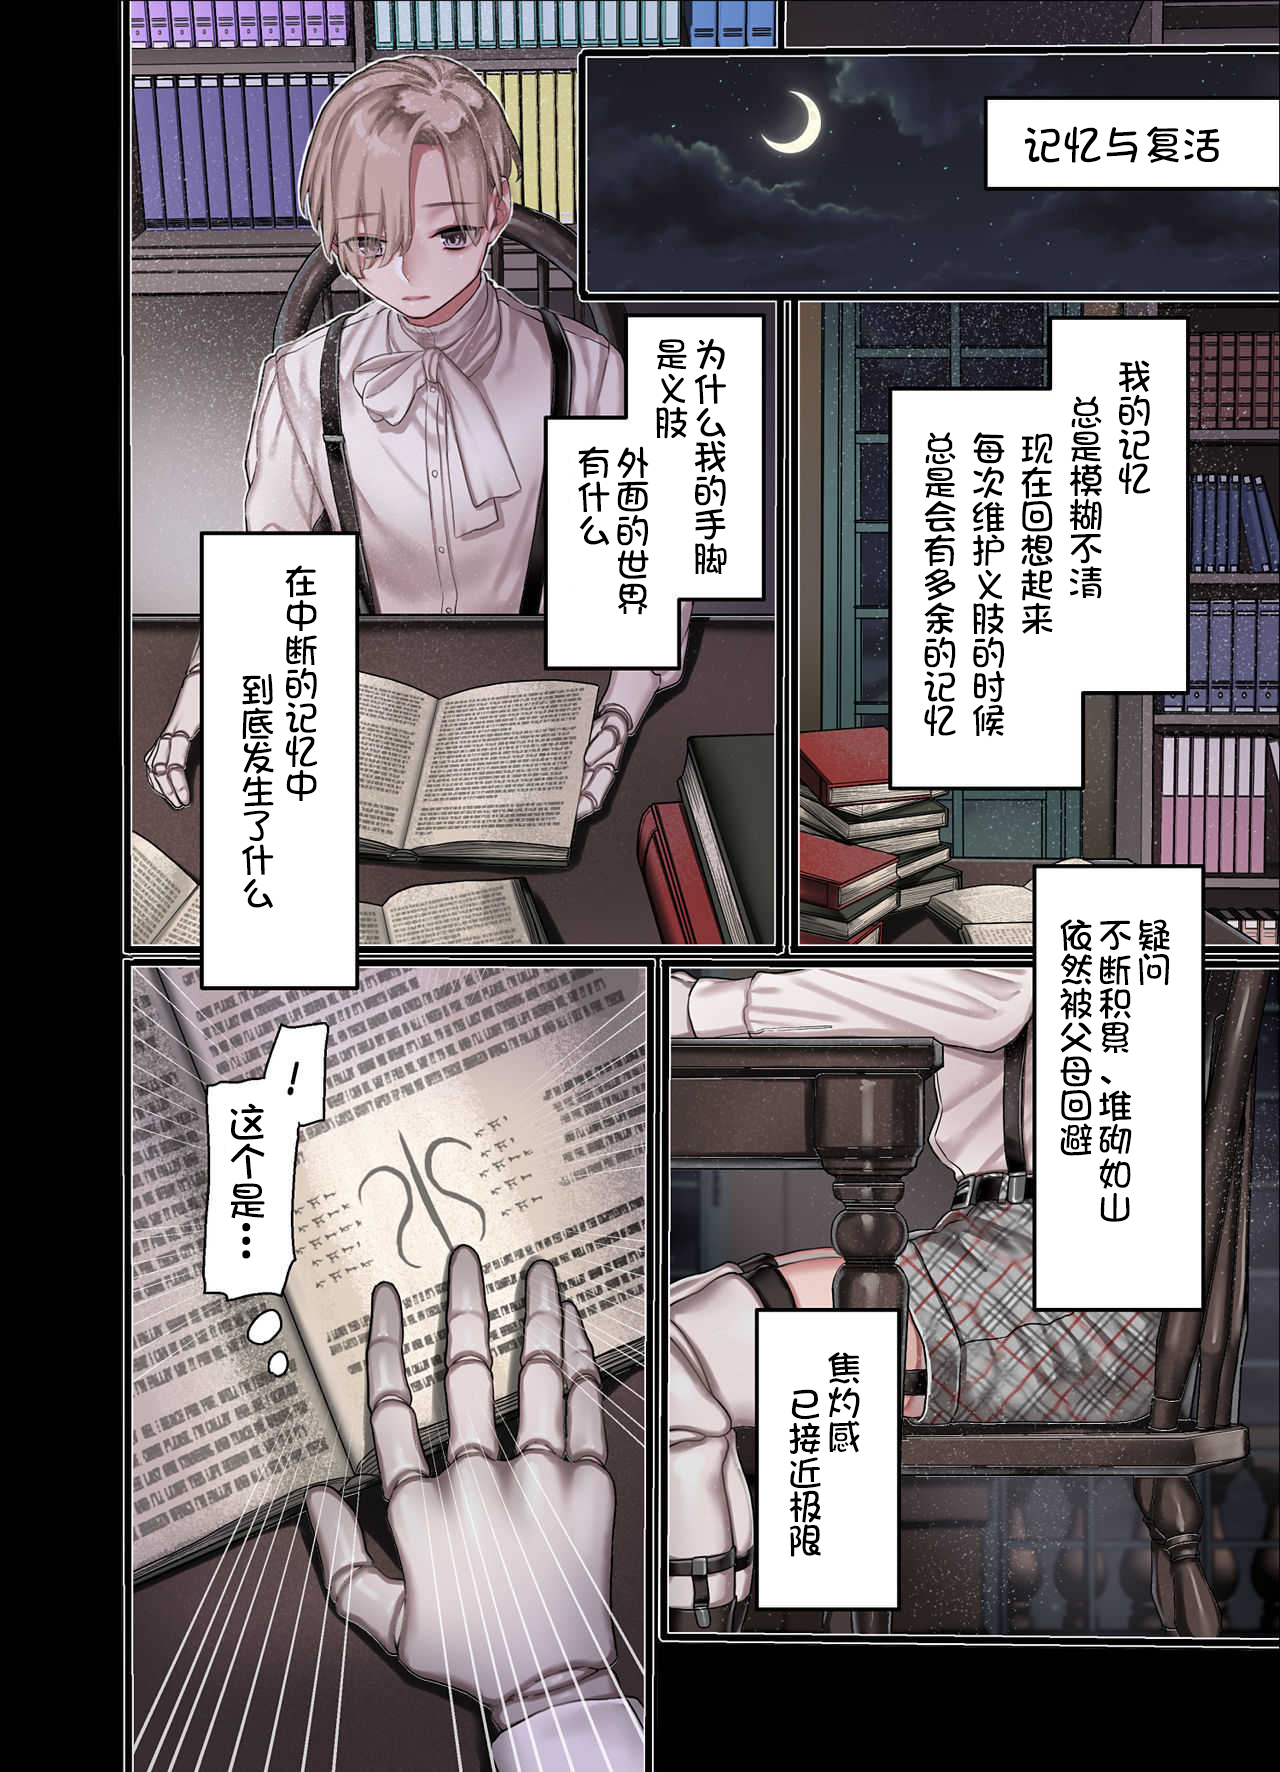 记忆与复活
我的记忆
总是模糊不清
现在回想起来
每次维护义肢的时候
总是会有多余的记忆
为什么我的手脚
是义肢
外面的世界
有什么
在中断的记忆中
到底发生了什么
疑问
不断积累、堆砌如山
依然被父母回避
焦灼感
已接近极限
！
这个是…